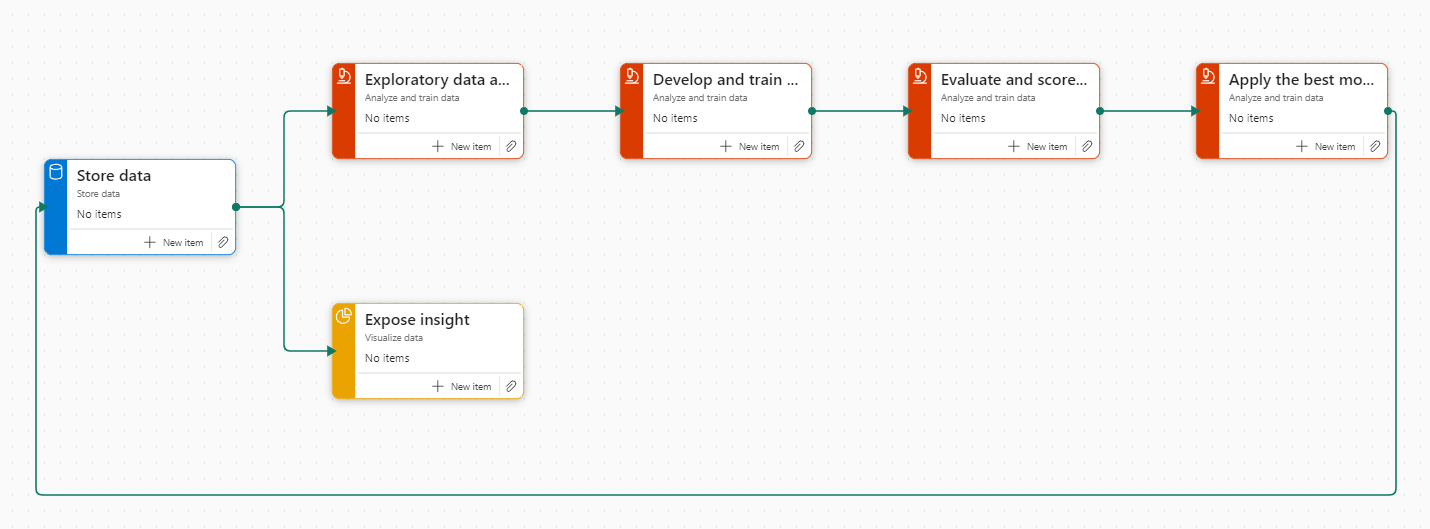 Exploratory data a...
Analyze and train data
No items
New item
Develop and train ...
Analyze and train data
No items
New item
Evaluate and score...
Analyze and train data
No items
New item
Apply the best mo...
Analyze and train data
No items
New item
Store data
Store data
No items
New item
Expose insight
Visualize data
No items
New item